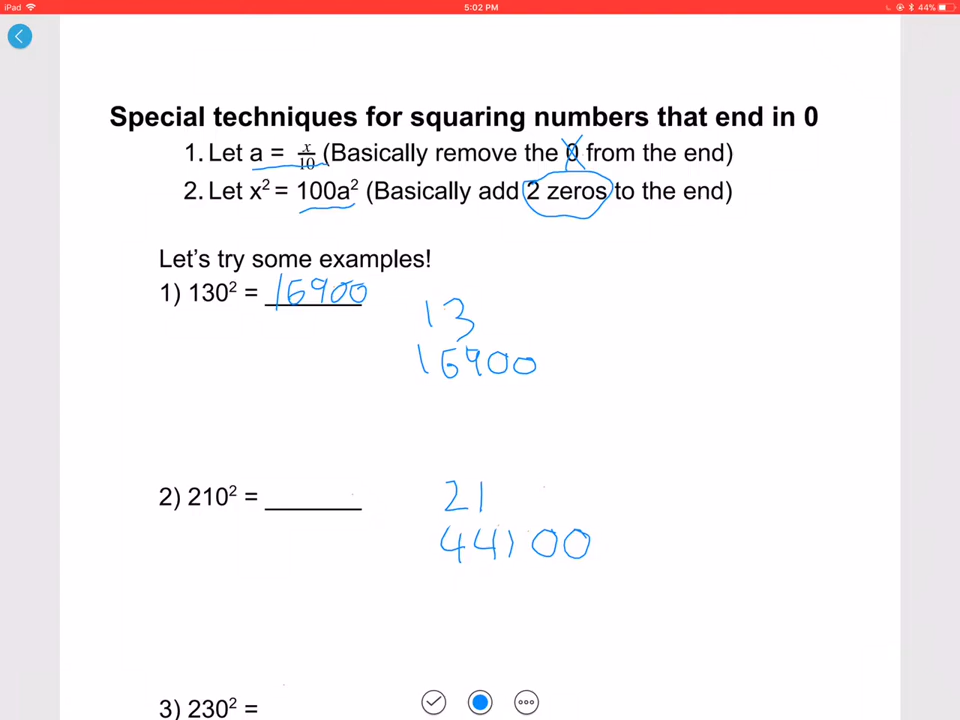 iPad 5:02 PM 44%
Special techniques for squaring numbers that end in 0
1. Let a = x/10 (Basically remove the 0 from the end)
2. Let x² = 100a² (Basically add 2 zeros to the end)
Let's try some examples!
1) 130² = 16900
13
16900
2) 210² = ________
21
44100
3) 230² =